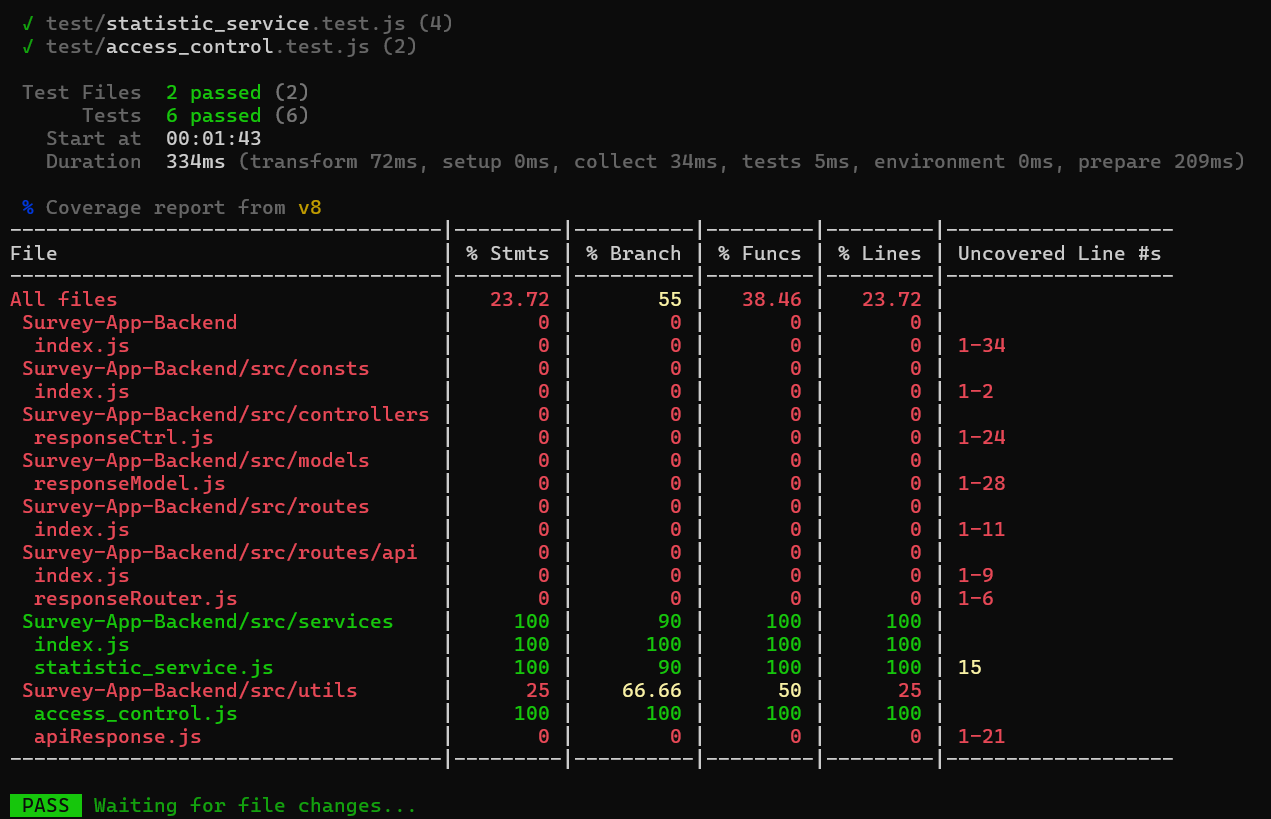 ✓ test/statistic_service.test.js (4)
✓ test/access_control.test.js (2)
Test Files 2 passed (2)
Tests 6 passed (6)
Start at 00:01:43
Duration 334ms (transform 72ms, setup 0ms, collect 34ms, tests 5ms, environment 0ms, prepare 209ms)
% Coverage report from v8
------------------------------------|---------|----------|---------|---------|-------------------
File | % Stmts | % Branch | % Funcs | % Lines | Uncovered Line #s
------------------------------------|---------|----------|---------|---------|-------------------
All files | 23.72 | 55 | 38.46 | 23.72 |
Survey-App-Backend | 0 | 0 | 0 | 0 |
index.js | 0 | 0 | 0 | 0 | 1-34
Survey-App-Backend/src/consts | 0 | 0 | 0 | 0 |
index.js | 0 | 0 | 0 | 0 | 1-2
Survey-App-Backend/src/controllers | 0 | 0 | 0 | 0 |
responseCtrl.js | 0 | 0 | 0 | 0 | 1-24
Survey-App-Backend/src/models | 0 | 0 | 0 | 0 |
responseModel.js | 0 | 0 | 0 | 0 | 1-28
Survey-App-Backend/src/routes | 0 | 0 | 0 | 0 |
index.js | 0 | 0 | 0 | 0 | 1-11
Survey-App-Backend/src/routes/api | 0 | 0 | 0 | 0 |
index.js | 0 | 0 | 0 | 0 | 1-9
responseRouter.js | 0 | 0 | 0 | 0 | 1-6
Survey-App-Backend/src/services | 100 | 90 | 100 | 100 |
index.js | 100 | 100 | 100 | 100 |
statistic_service.js | 100 | 90 | 100 | 100 | 15
Survey-App-Backend/src/utils | 25 | 66.66 | 50 | 25 |
access_control.js | 100 | 100 | 100 | 100 |
apiResponse.js | 0 | 0 | 0 | 0 | 1-21
------------------------------------|---------|----------|---------|---------|-------------------
PASS Waiting for file changes...